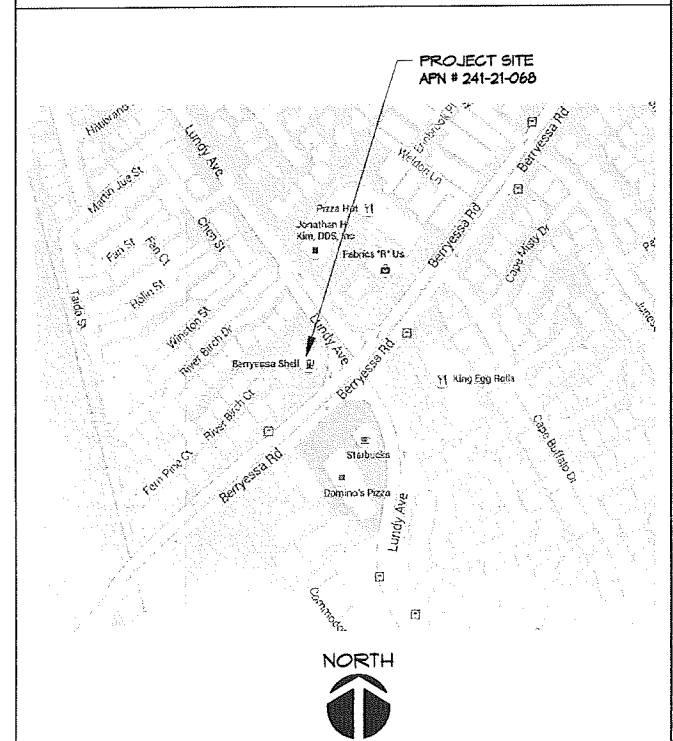 PROJECT SITE
APN # 241-21-068
Lundy Ave
Weldon Ln
Berryessa Rd
Martin Jue St
Pizza Hut
Jonathan H
Kim, DDS, Inc
Fabrics "R" Us
Chen St
Berryessa Rd
Cape Misty Dr
Fan St
Fan Ct
Taida St
Winston St
River Birch Dr
Lundy Ave
Berryessa Shell
Berryessa Rd
King Egg Rolls
River Birch Ct
Fern Pine Ct
Berryessa Rd
Starbucks
Domino's Pizza
Cape Buffalo Dr
Lundy Ave
NORTH